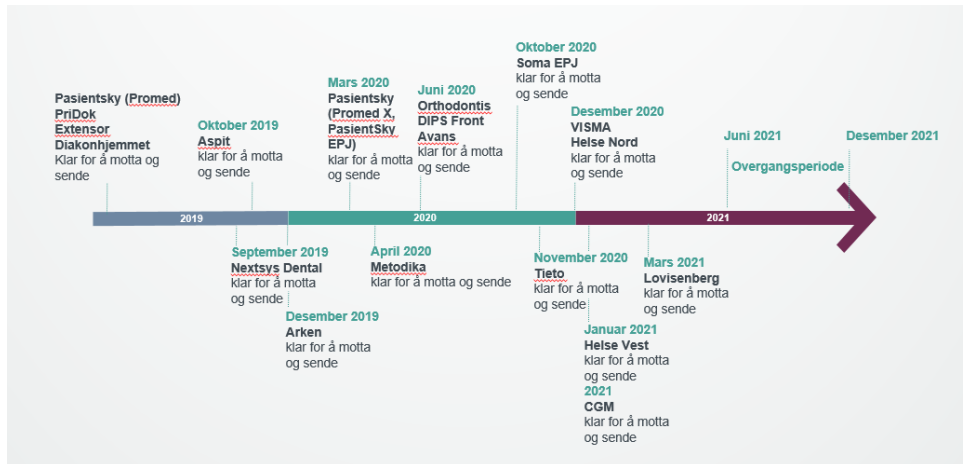 Pasientsky (Promed)
PriDok
Extensor
Diakonhjemmet
Klar for å motta og
sende
Oktober 2019
Aspit
klar for å motta
og sende
Mars 2020
Pasientsky
(Promed X,
PasientSky
EPJ)
klar for å motta
og sende
Juni 2020
Orthodontis
DIPS Front
Avans
klar for å motta
og sende
Oktober 2020
Soma EPJ
klar for å motta
og sende
Desember 2020
VISMA
Helse Nord
klar for å motta
og sende
Juni 2021
Overgangsperiode
Desember 2021
2019
2020
2021
September 2019
Nextsys Dental
klar for å motta
og sende
Desember 2019
Arken
klar for å motta
og sende
April 2020
Metodika
klar for å motta og sende
November 2020
Tieto
klar for å motta
og sende
Januar 2021
Helse Vest
klar for å motta
og sende
2021
CGM
klar for å motta
og sende
Mars 2021
Lovisenberg
klar for å motta
og sende